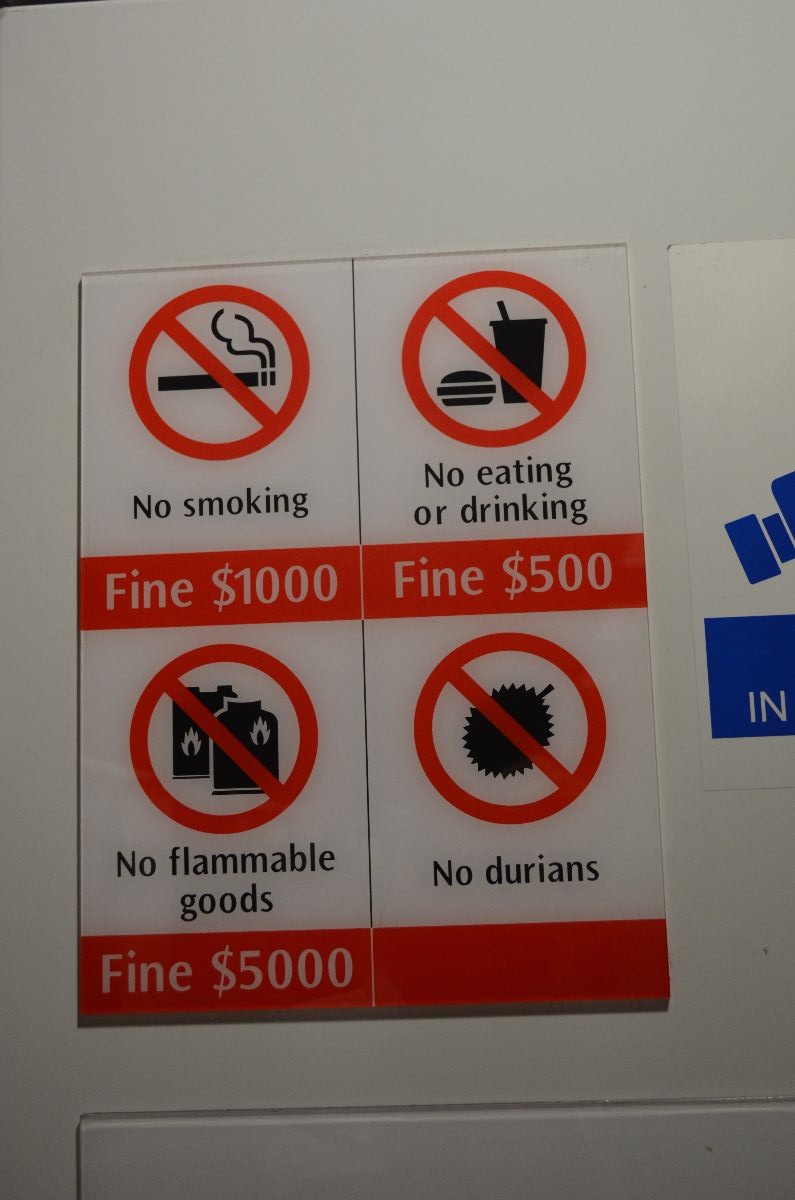 No smoking
Fine $1000
No eating
or drinking
Fine $500
No flammable
goods
Fine $5000
No durians
IN